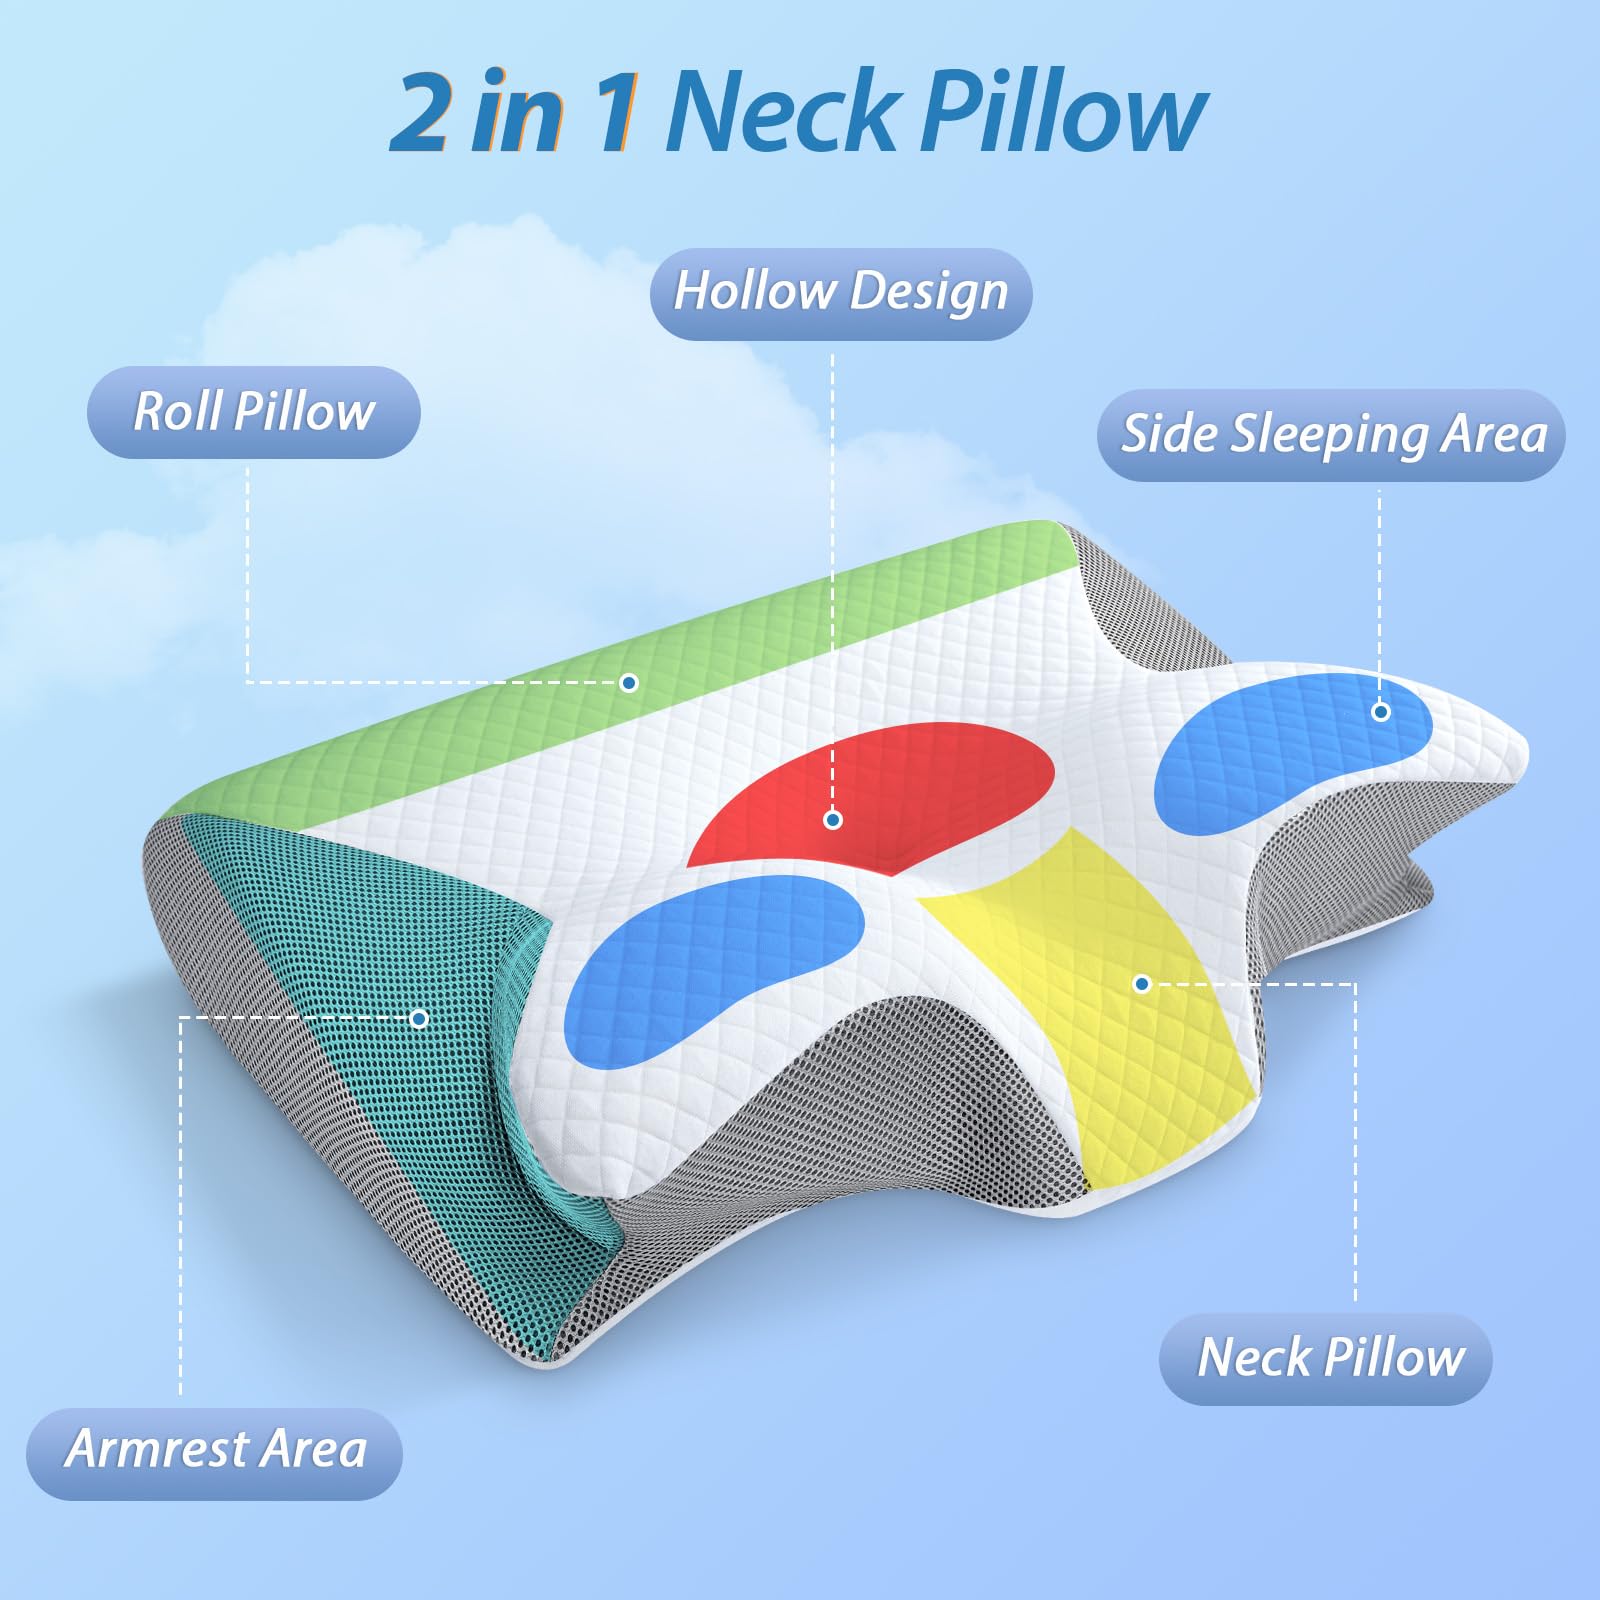 2 in 1 Neck Pillow
Hollow Design
Roll Pillow
Side Sleeping Area
Neck Pillow
Armrest Area